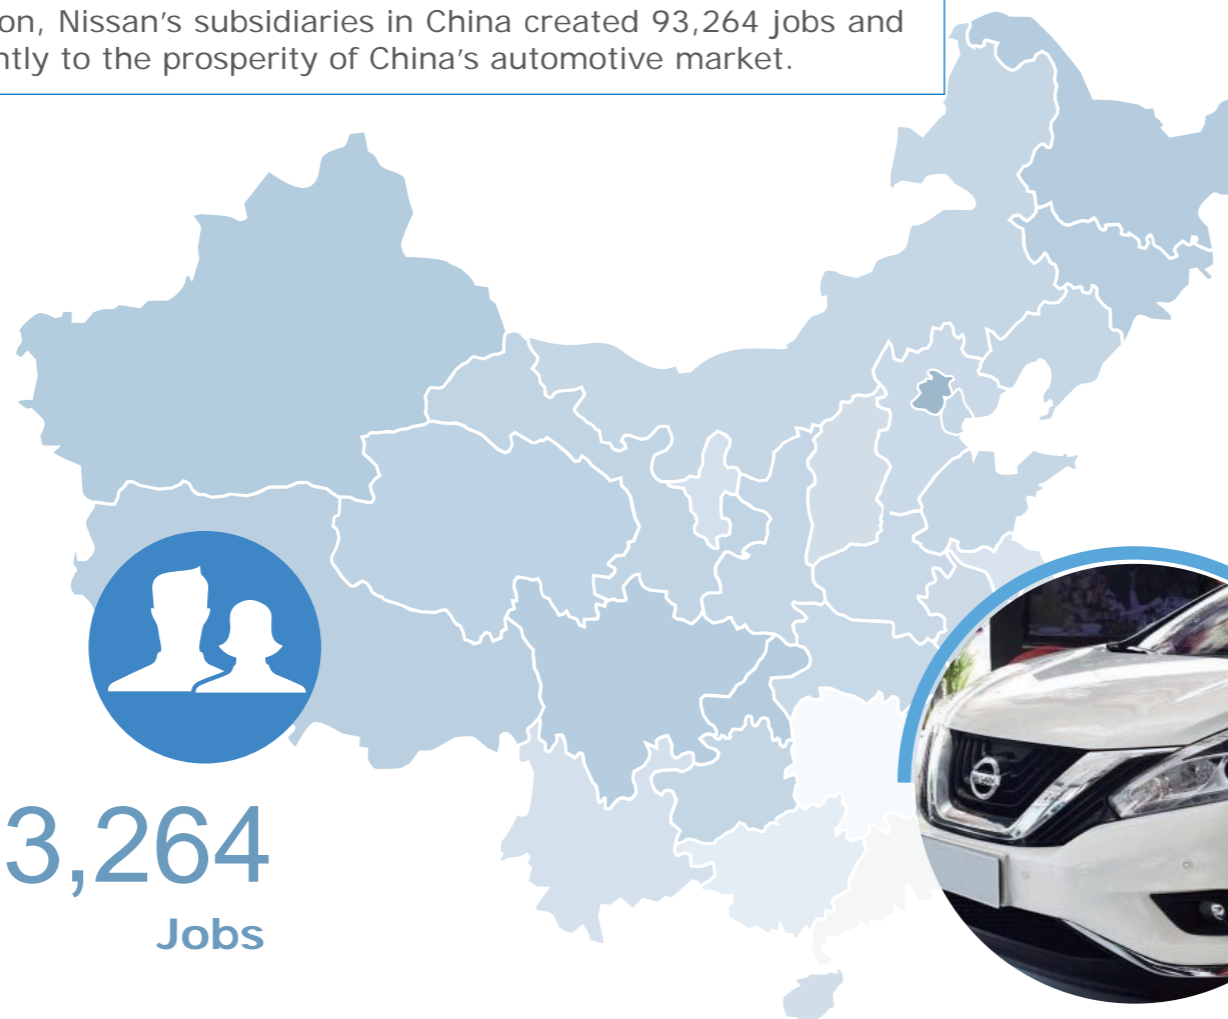 on, Nissan's subsidiaries in China created 93,264 jobs and
ntly to the prosperity of China's automotive market.
3,264
Jobs
NISSAN